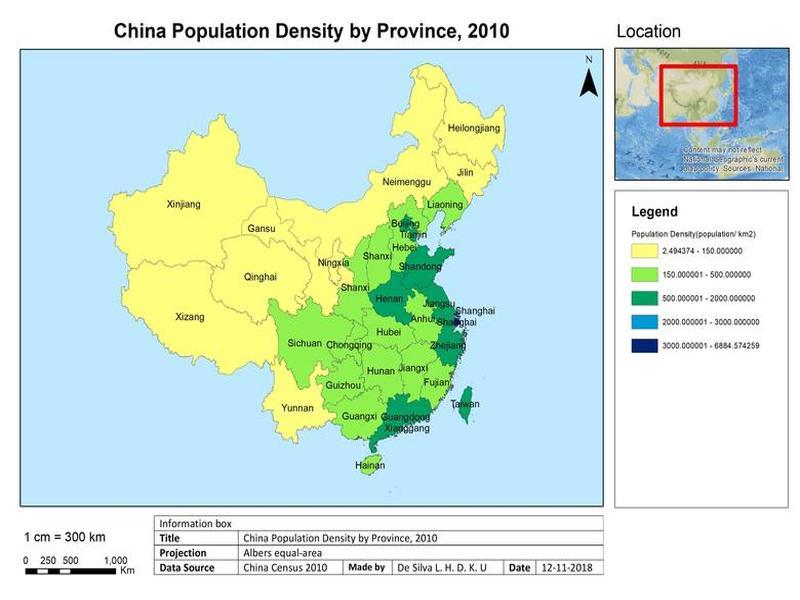 China Population Density by Province, 2010
Location
N
Content may not reflect
National Geographic's current
map policy. Sources: National
Heilongjiang
Jilin
Neimenggu
Liaoning
Xinjiang
Gansu
Beijing
Tianjin
Hebei
Shanxi
Ningxia
Shandong
Qinghai
Shanxi
Henan
Jiangsu
Shanghai
Anhui
Shanghai
Xizang
Hubei
Zhejiang
Sichuan
Chongqing
Hunan
Jiangxi
Guizhou
Fujian
Yunnan
Guangxi
Guangdong
Xianggang
Taiwan
Hainan
Legend
Population Density(population/ km2)
2.494374 - 150.000000
150.000001 - 500.000000
500.000001 - 2000.000000
2000.000001 - 3000.000000
3000.000001 - 6884.574259
1 cm = 300 km
0 250 500 1,000
Km
Information box
Title China Population Density by Province, 2010
Projection Albers equal-area
Data Source China Census 2010 Made by De Silva L. H. D. K. U Date 12-11-2018